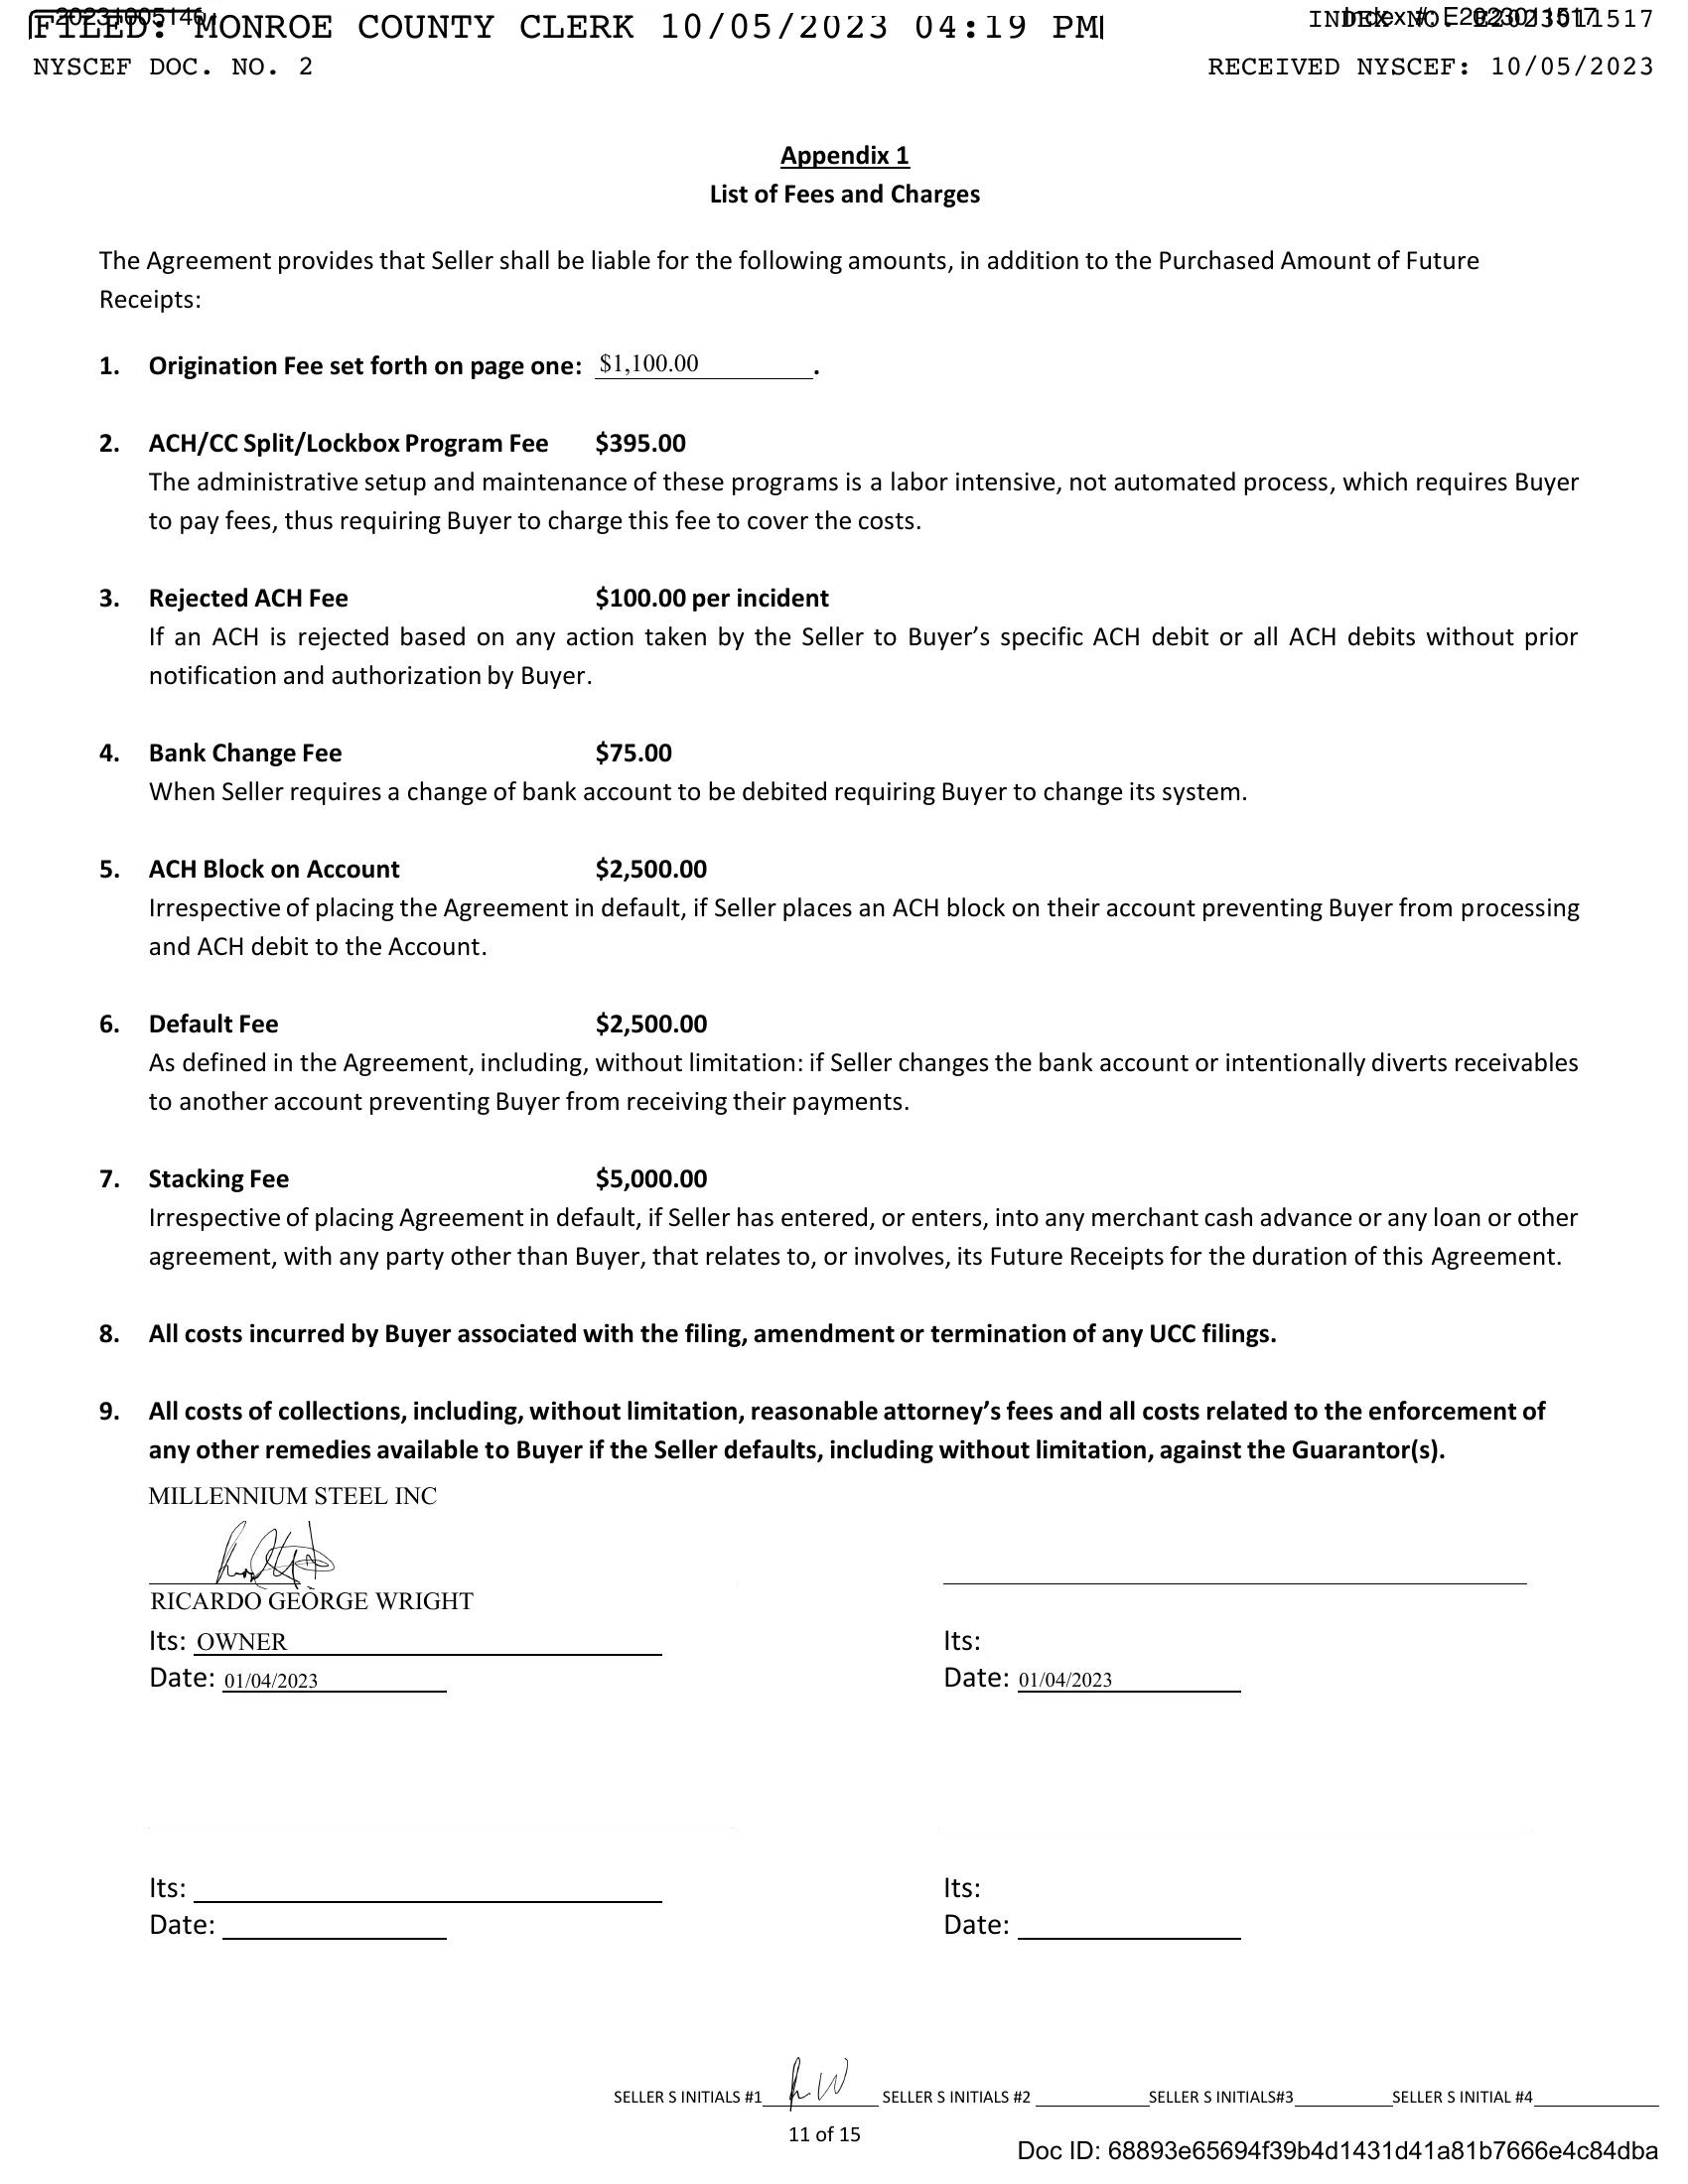 202310051461
FILED: MONROE COUNTY CLERK 10/05/2023 04:19 PM
INDEX NO. E2023011517
Index #: E2023011517
NYSCEF DOC. NO. 2
RECEIVED NYSCEF: 10/05/2023
Appendix 1
List of Fees and Charges
The Agreement provides that Seller shall be liable for the following amounts, in addition to the Purchased Amount of Future
Receipts:
1. Origination Fee set forth on page one: $1,100.00.
2. ACH/CC Split/Lockbox Program Fee $395.00
The administrative setup and maintenance of these programs is a labor intensive, not automated process, which requires Buyer
to pay fees, thus requiring Buyer to charge this fee to cover the costs.
3. Rejected ACH Fee $100.00 per incident
If an ACH is rejected based on any action taken by the Seller to Buyer’s specific ACH debit or all ACH debits without prior
notification and authorization by Buyer.
4. Bank Change Fee $75.00
When Seller requires a change of bank account to be debited requiring Buyer to change its system.
5. ACH Block on Account $2,500.00
Irrespective of placing the Agreement in default, if Seller places an ACH block on their account preventing Buyer from processing
and ACH debit to the Account.
6. Default Fee $2,500.00
As defined in the Agreement, including, without limitation: if Seller changes the bank account or intentionally diverts receivables
to another account preventing Buyer from receiving their payments.
7. Stacking Fee $5,000.00
Irrespective of placing Agreement in default, if Seller has entered, or enters, into any merchant cash advance or any loan or other
agreement, with any party other than Buyer, that relates to, or involves, its Future Receipts for the duration of this Agreement.
8. All costs incurred by Buyer associated with the filing, amendment or termination of any UCC filings.
9. All costs of collections, including, without limitation, reasonable attorney’s fees and all costs related to the enforcement of
any other remedies available to Buyer if the Seller defaults, including without limitation, against the Guarantor(s).
MILLENNIUM STEEL INC
RICARDO GEORGE WRIGHT
Its: OWNER
Its:
Date: 01/04/2023
Date: 01/04/2023
Its:
Its:
Date:
Date:
SELLER S INITIALS #1 RW SELLER S INITIALS #2 SELLER S INITIALS#3 SELLER S INITIAL #4
11 of 15
Doc ID: 68893e65694f39b4d1431d41a81b7666e4c84dba